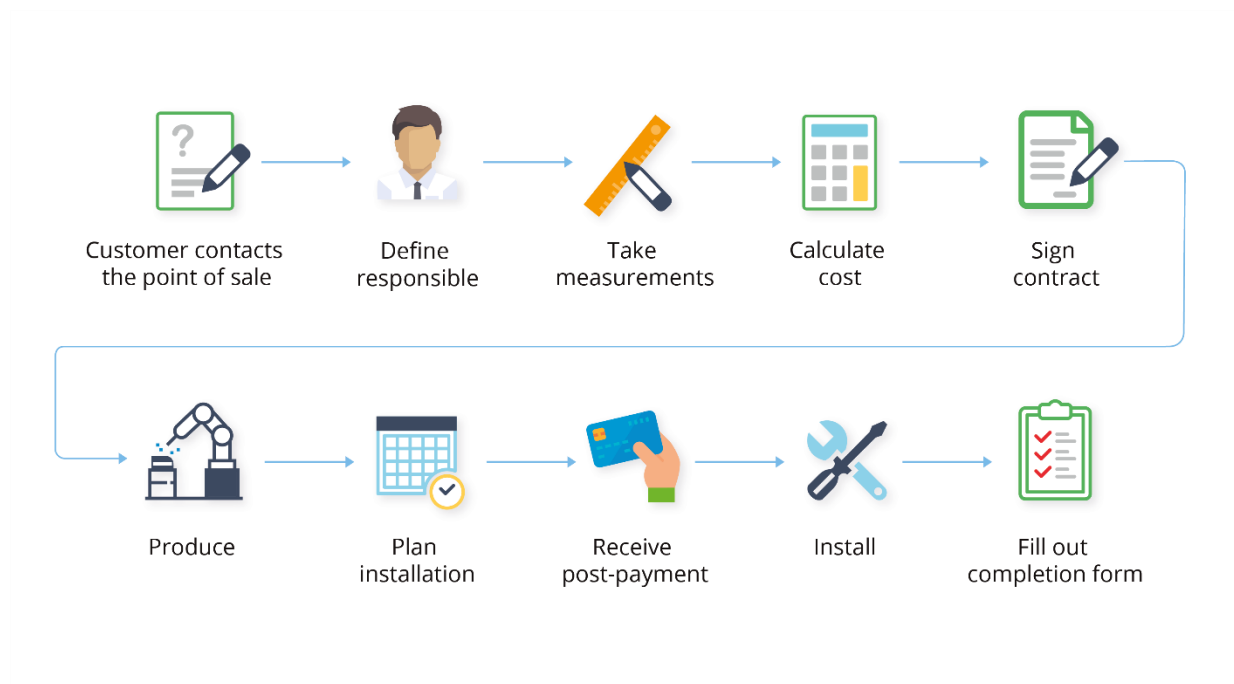 ?
Customer contacts
the point of sale
Define
responsible
Take
measurements
Calculate
cost
Sign
contract
Produce
Plan
installation
Receive
post-payment
Install
Fill out
completion form